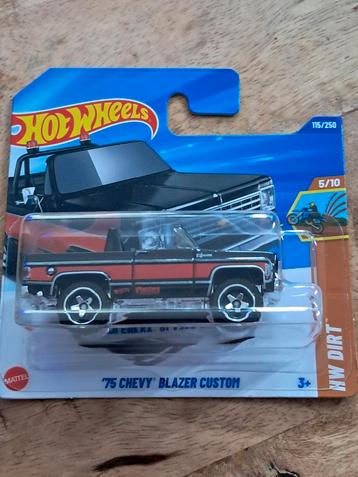 HOT WHEELS
115/250
5/10
MATTEL
'75 CHEVY BLAZER CUSTOM
3+
HW DIRT